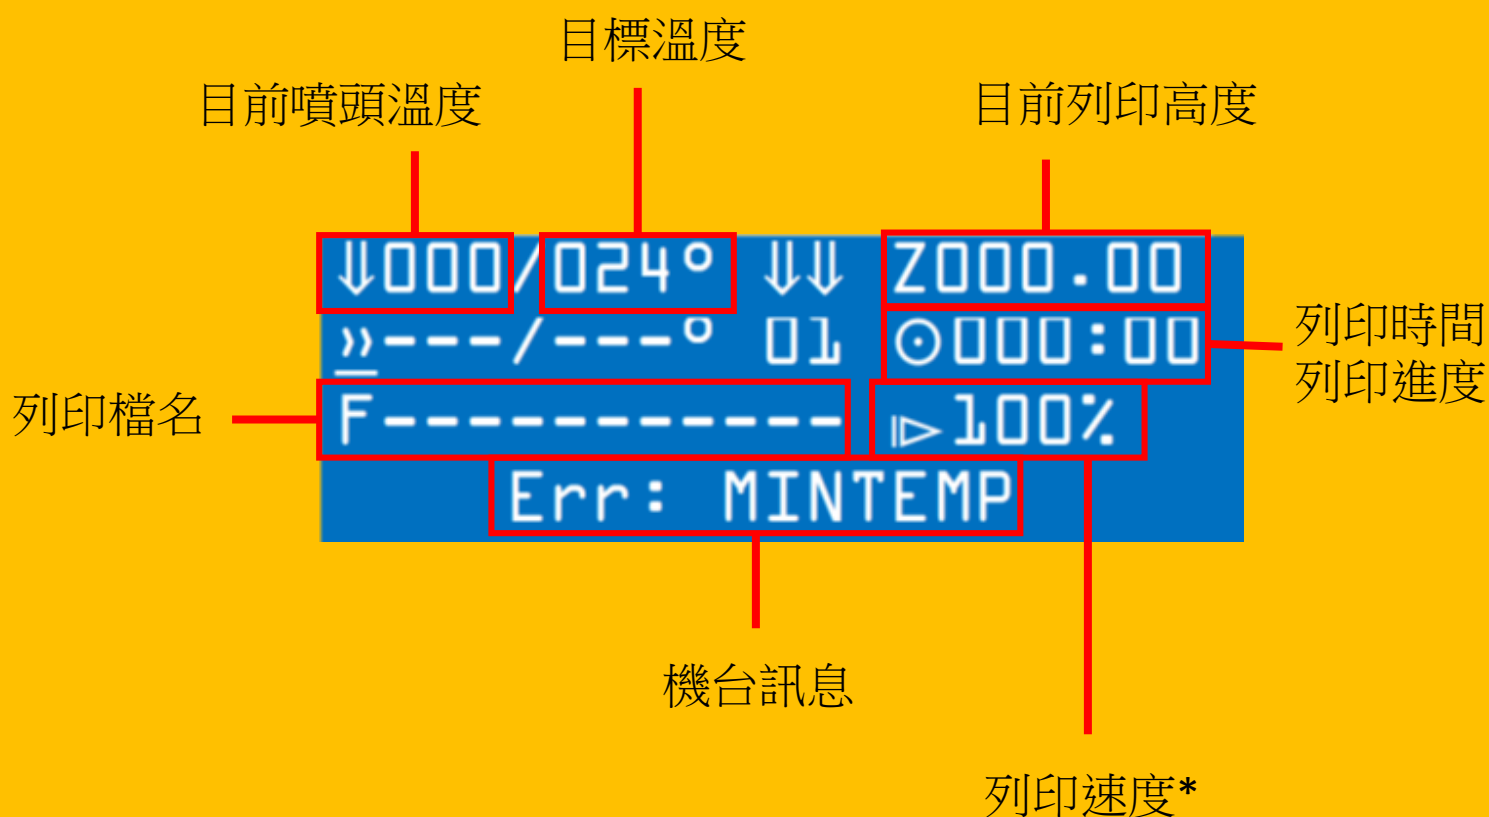 目標溫度
目前噴頭溫度
目前列印高度
⇓000/024° ⇓⇓ Z000.00
»---/---° 01 ⊙000:00
列印時間
列印進度
列印檔名
F----------- ⧐100%
Err: MINTEMP
機台訊息
列印速度*